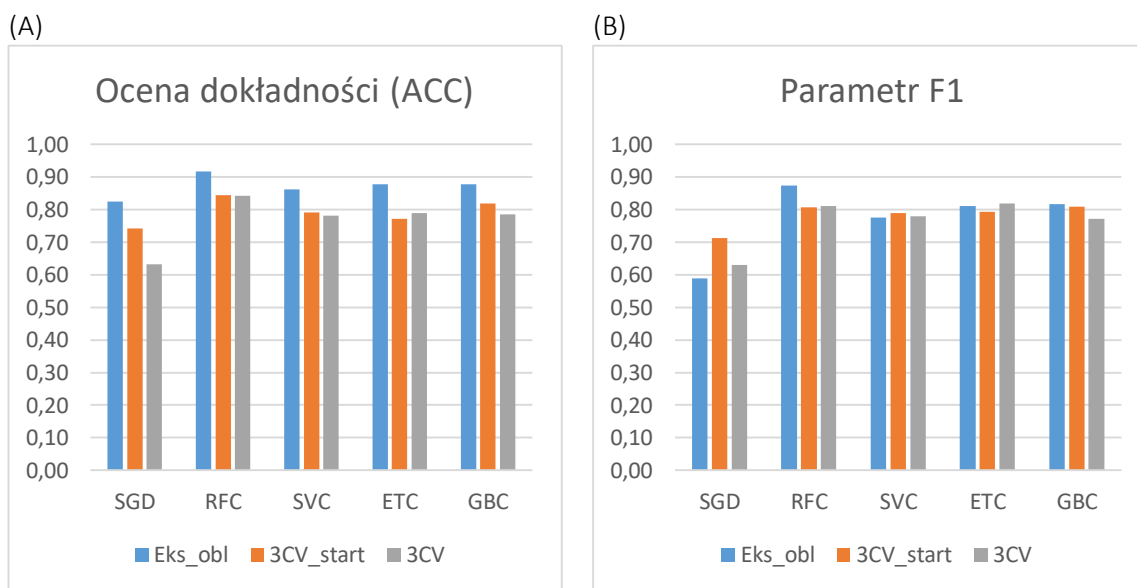 (A)
Ocena dokładności (ACC)
1,00
0,90
0,80
0,70
0,60
0,50
0,40
0,30
0,20
0,10
0,00
SGD RFC SVC ETC GBC
Eks_obl 3CV_start 3CV
(B)
Parametr F1
1,00
0,90
0,80
0,70
0,60
0,50
0,40
0,30
0,20
0,10
0,00
SGD RFC SVC ETC GBC
Eks_obl 3CV_start 3CV